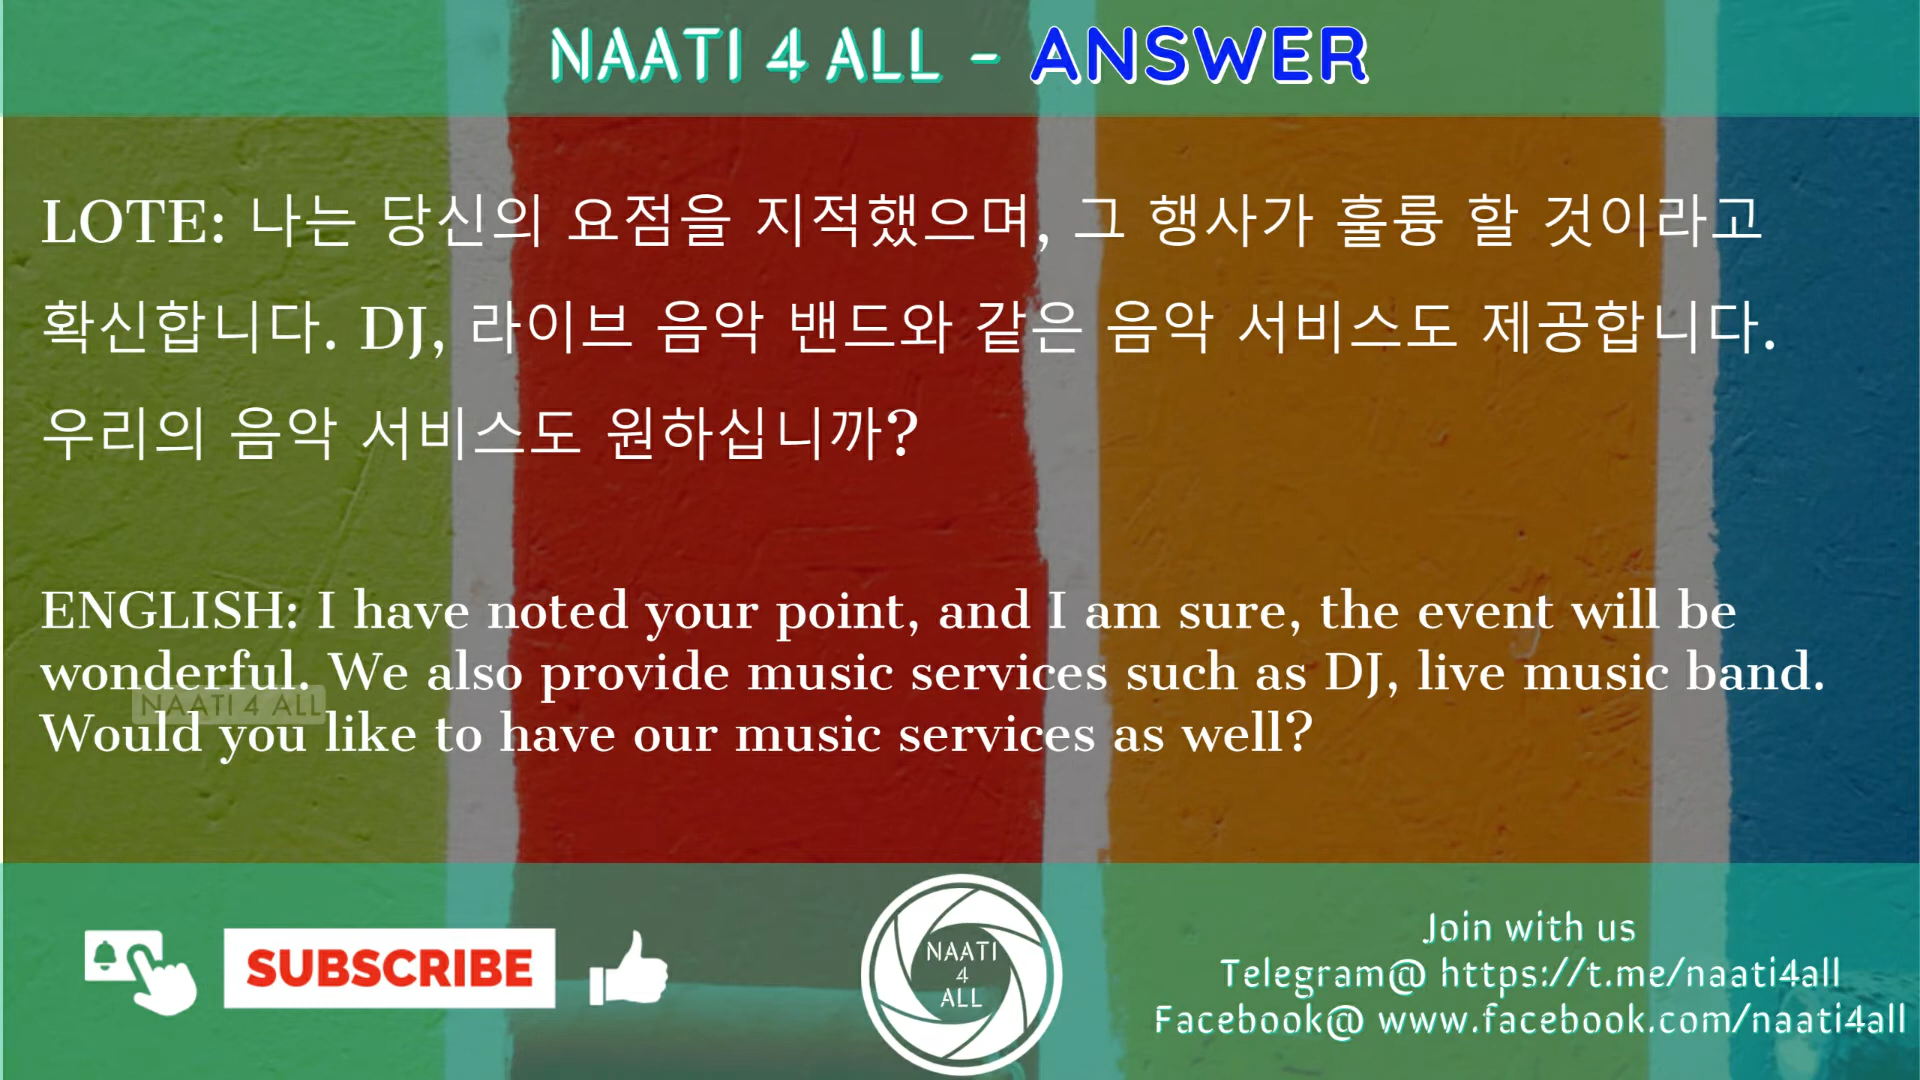 NAATI 4 ALL - ANSWER
LOTE: 나는 당신의 요점을 지적했으며, 그 행사가 훌륭 할 것이라고
확신합니다. DJ, 라이브 음악 밴드와 같은 음악 서비스도 제공합니다.
우리의 음악 서비스도 원하십니까?
ENGLISH: I have noted your point, and I am sure, the event will be
wonderful. We also provide music services such as DJ, live music band.
NAATI 4 ALL
Would you like to have our music services as well?
SUBSCRIBE
NAATI
4
ALL
Join with us
Telegram@ https://t.me/naati4all
Facebook@ www.facebook.com/naati4all